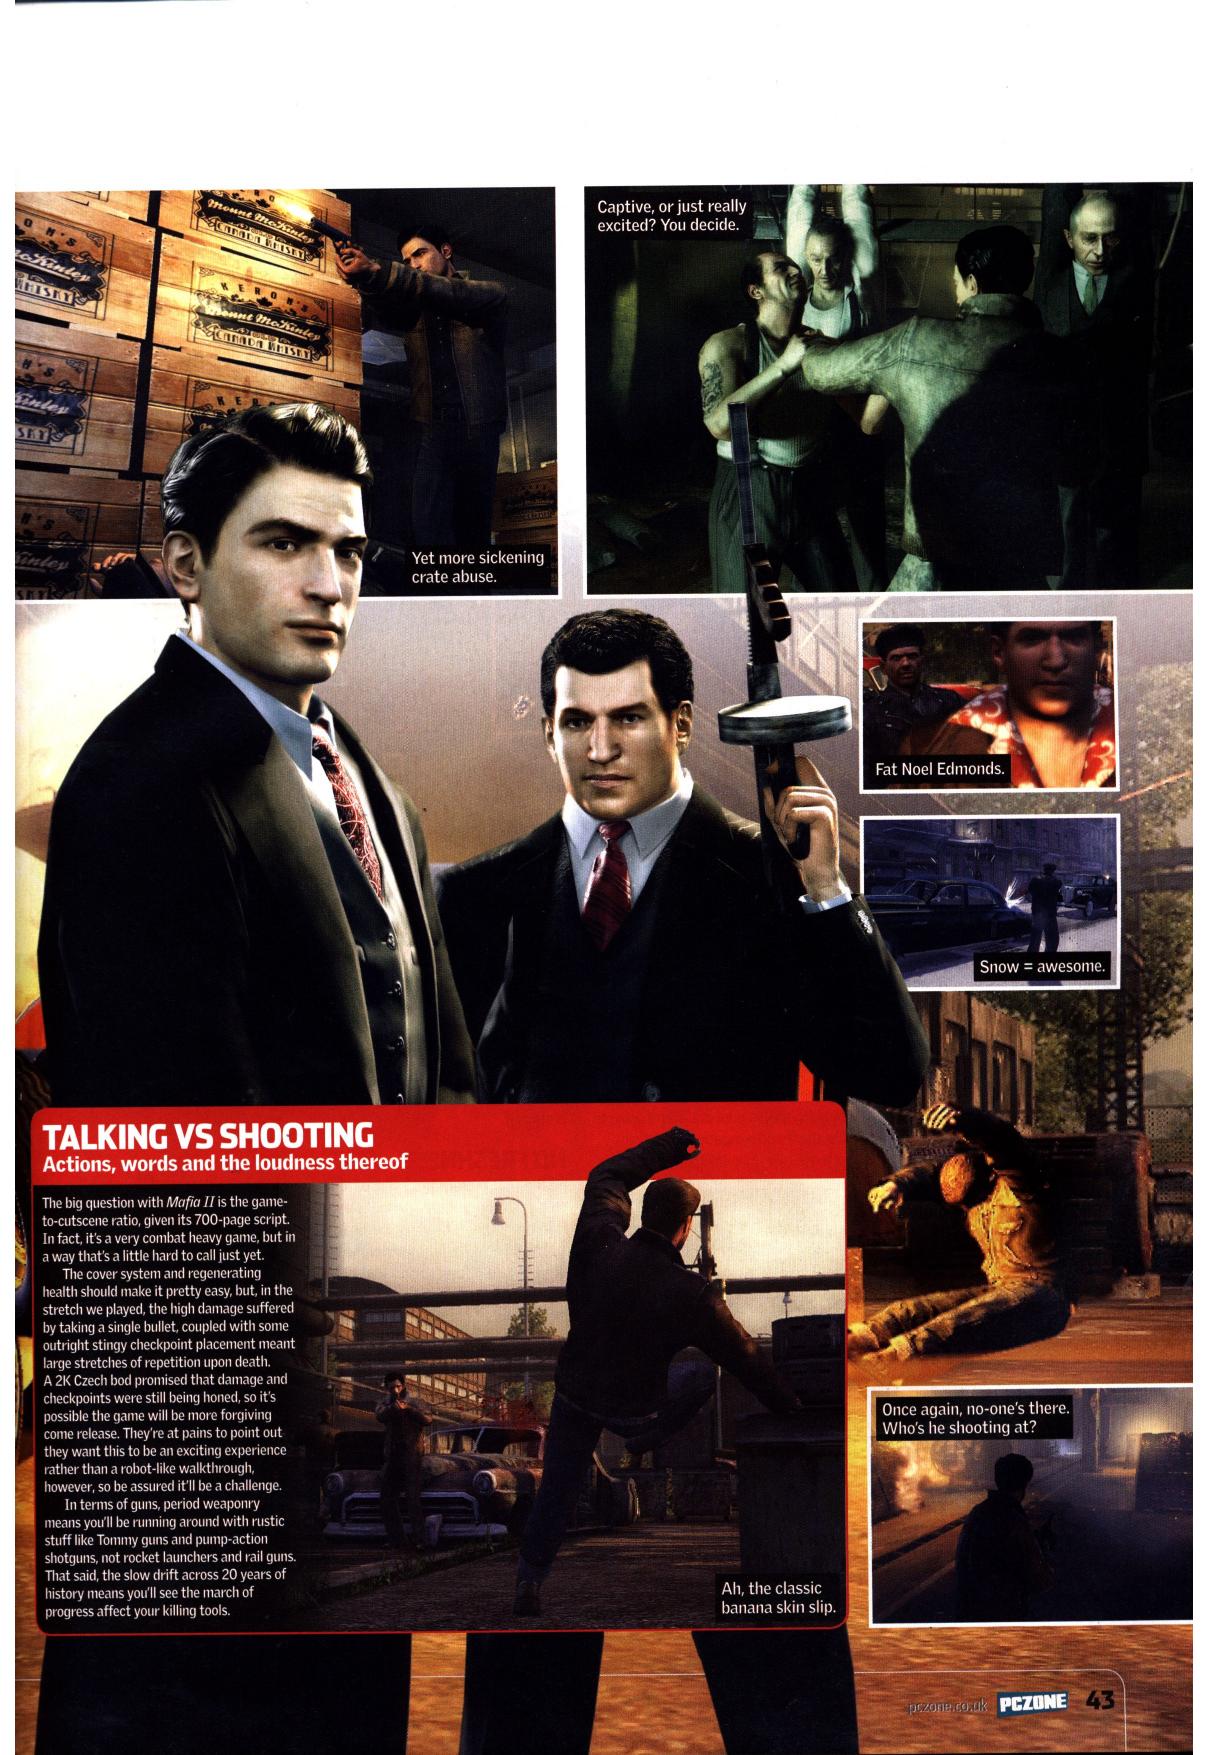 Mount McKinley
CANADA WHISKY
KERON'S
Mount McKinley
CANADA WHISKY
Captive, or just really
excited? You decide.
Yet more sickening
crate abuse.
Fat Noel Edmonds.
Snow = awesome.
TALKING VS SHOOTING
Actions, words and the loudness thereof
The big question with Mafia II is the game-
to-cutscene ratio, given its 700-page script.
In fact, it's a very combat heavy game, but in
a way that's a little hard to call just yet.
The cover system and regenerating
health should make it pretty easy, but, in the
stretch we played, the high damage suffered
by taking a single bullet, coupled with some
outright stingy checkpoint placement meant
large stretches of repetition upon death.
A 2K Czech bod promised that damage and
checkpoints were still being honed, so it's
possible the game will be more forgiving
come release. They're at pains to point out
they want this to be an exciting experience
rather than a robot-like walkthrough,
however, so be assured it'll be a challenge.
In terms of guns, period weaponry
means you'll be running around with rustic
stuff like Tommy guns and pump-action
shotguns, not rocket launchers and rail guns.
That said, the slow drift across 20 years of
history means you'll see the march of
progress affect your killing tools.
Ah, the classic
banana skin slip.
Once again, no-one's there.
Who's he shooting at?
pczone.co.uk PCZONE 43